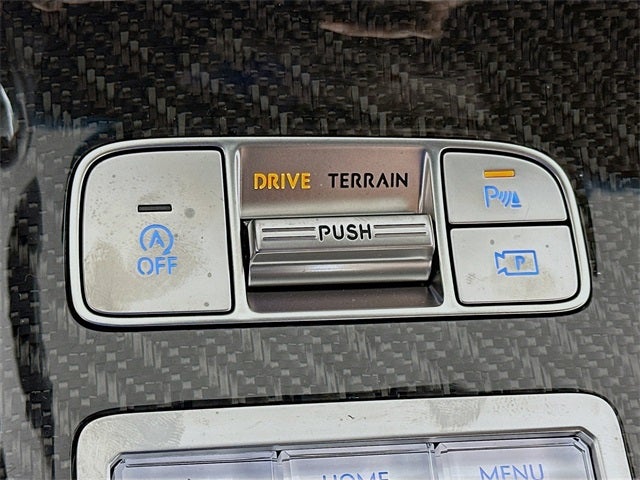 DRIVE TERRAIN
PUSH
A
OFF
P
P
HOME
MENU